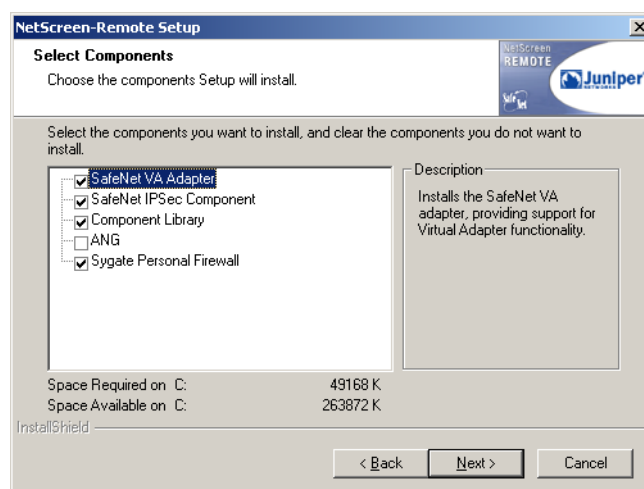 NetScreen-Remote Setup
Select Components
Choose the components Setup will install.
NetScreen
REMOTE
Juniper
NETWORKS
SafeNet
Select the components you want to install, and clear the components you do not want to
install.
SafeNet VA Adapter
SafeNet IPSec Component
Component Library
ANG
Sygate Personal Firewall
Description
Installs the SafeNet VA
adapter, providing support for
Virtual Adapter functionality.
Space Required on C: 49168 K
Space Available on C: 263872 K
InstallShield
< Back Next > Cancel